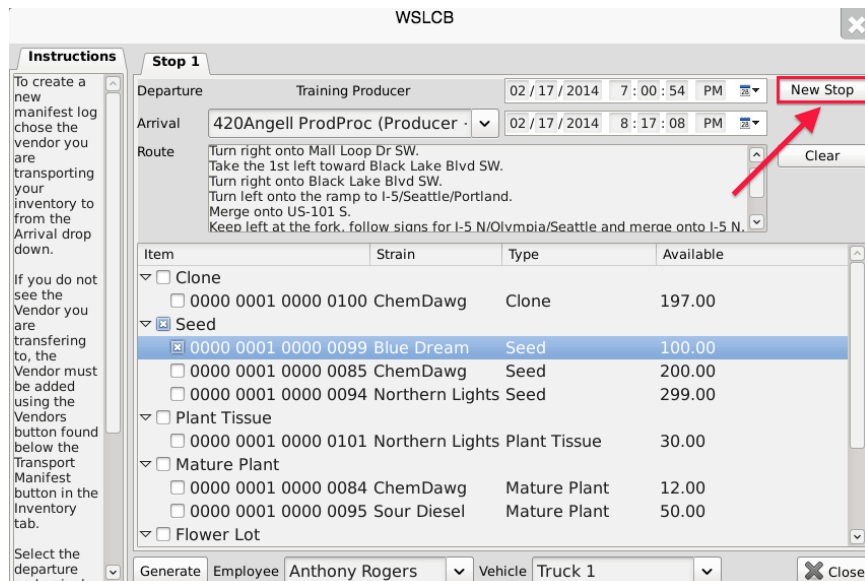 WSLCB
Instructions
To create a
new
manifest log
chose the
vendor you
are
transporting
your
inventory to
from the
Arrival drop
down.
If you do not
see the
Vendor you
are
transfering
to, the
Vendor must
be added
using the
Vendors
button found
below the
Transport
Manifest
button in the
Inventory
tab.
Select the
departure
Stop 1
Departure Training Producer 02 / 17 / 2014 7 : 00 : 54 PM 28 New Stop
Arrival 420Angell ProdProc (Producer - 02 / 17 / 2014 8 : 17 : 08 PM 28
Route Turn right onto Mall Loop Dr SW. Clear
Take the 1st left toward Black Lake Blvd SW.
Turn right onto Black Lake Blvd SW.
Turn left onto the ramp to I-5/Seattle/Portland.
Merge onto US-101 S.
Keep left at the fork, follow signs for I-5 N/Olympia/Seattle and merge onto I-5 N.
Item Strain Type Available
Clone
0000 0001 0000 0100 ChemDawg Clone 197.00
Seed
0000 0001 0000 0099 Blue Dream Seed 100.00
0000 0001 0000 0085 ChemDawg Seed 200.00
0000 0001 0000 0094 Northern Lights Seed 299.00
Plant Tissue
0000 0001 0000 0101 Northern Lights Plant Tissue 30.00
Mature Plant
0000 0001 0000 0084 ChemDawg Mature Plant 12.00
0000 0001 0000 0095 Sour Diesel Mature Plant 50.00
Flower Lot
Generate Employee Anthony Rogers Vehicle Truck 1 Close